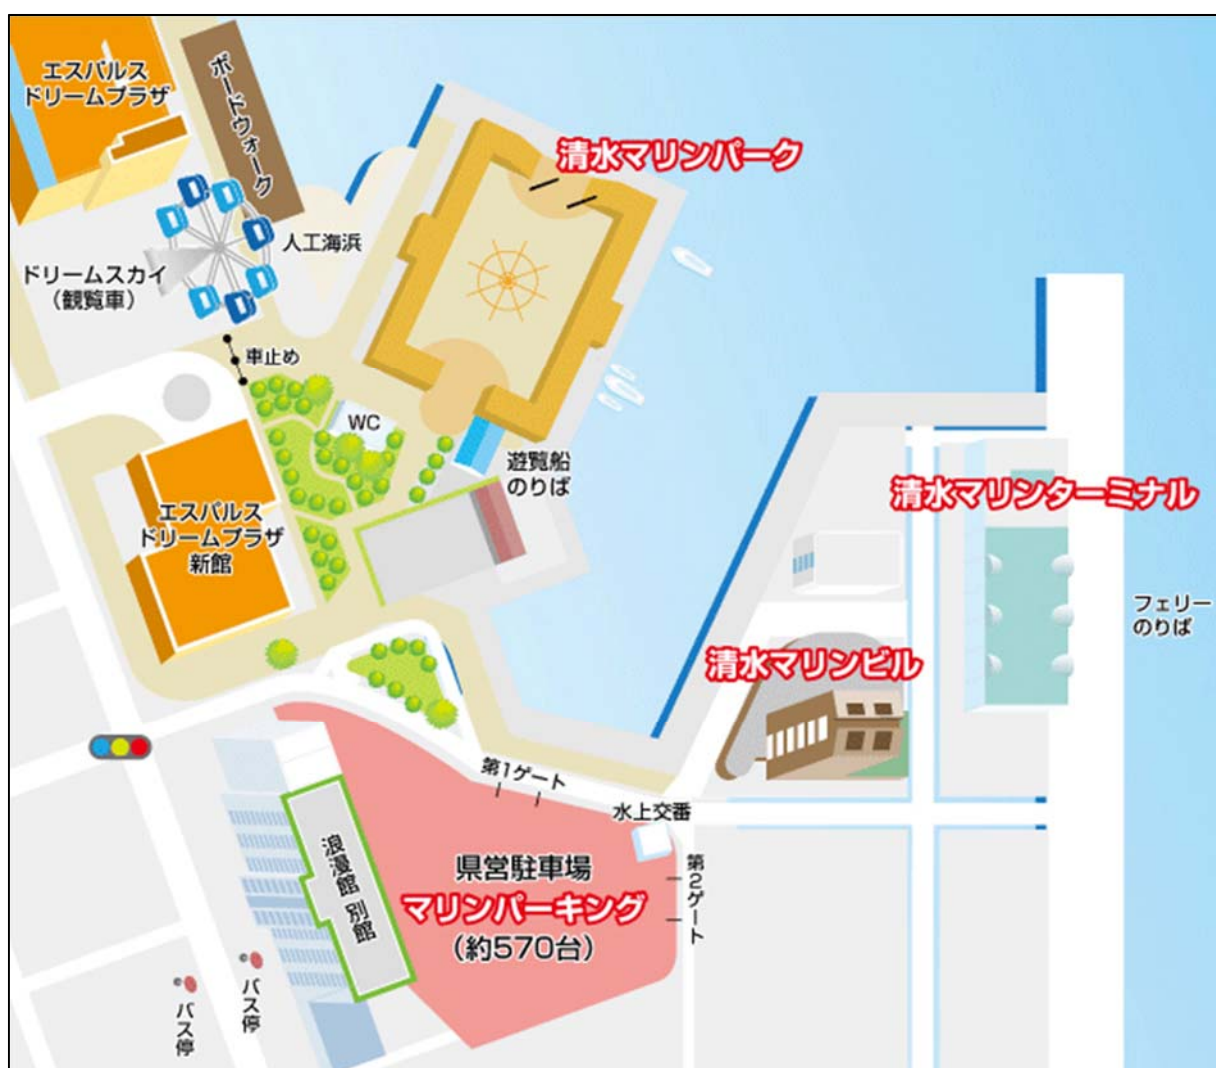 エスパルス
ドリームプラザ
ボードウォーク
清水マリンパーク
人工海浜
ドリームスカイ
(観覧車)
車止め
WC
遊覧船
のりば
エスパルス
ドリームプラザ
新館
清水マリンターミナル
フェリー
のりば
清水マリンビル
第1ゲート
水上交番
浪漫館 別館
県営駐車場
マリンパーキング
(約570台)
第2ゲート
バス停
バス停